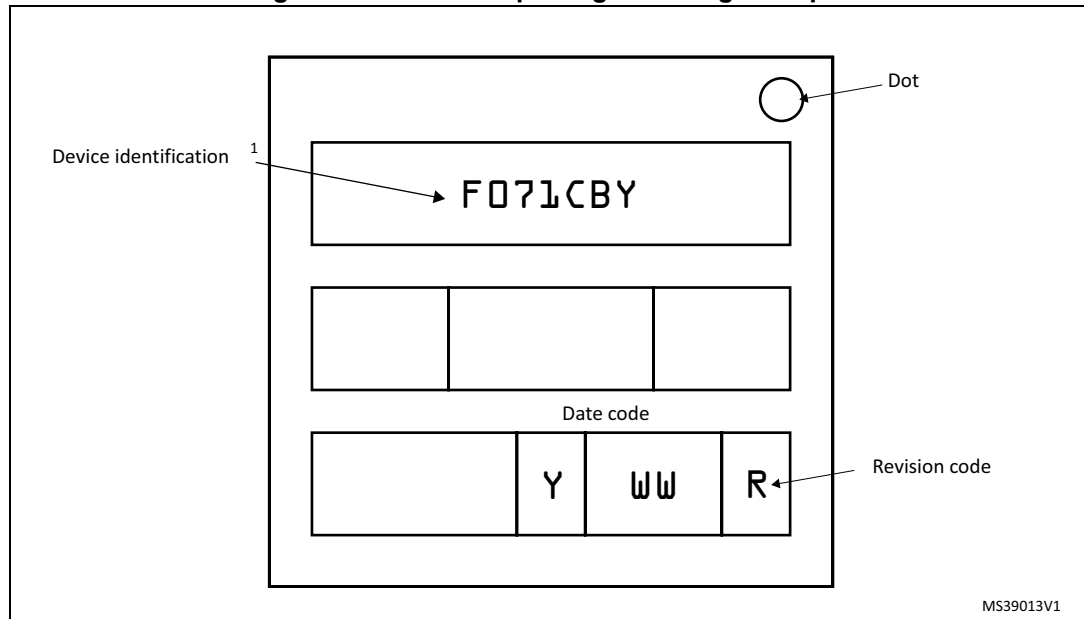 Dot
Device identification 1
F071CBY
Date code
Y WW R
Revision code
MS39013V1